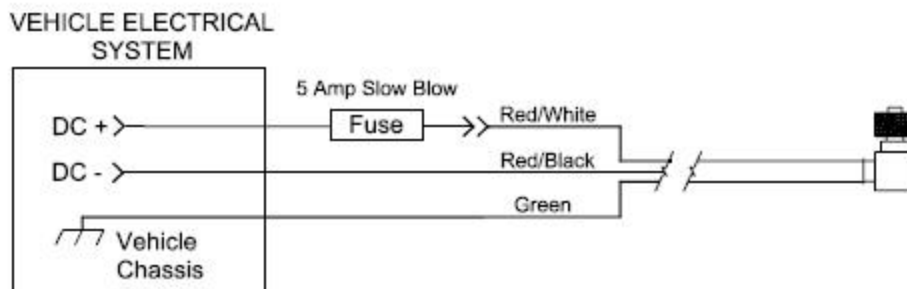 VEHICLE ELECTRICAL
SYSTEM
5 Amp Slow Blow
DC +
Fuse
Red/White
DC -
Red/Black
Green
Vehicle
Chassis